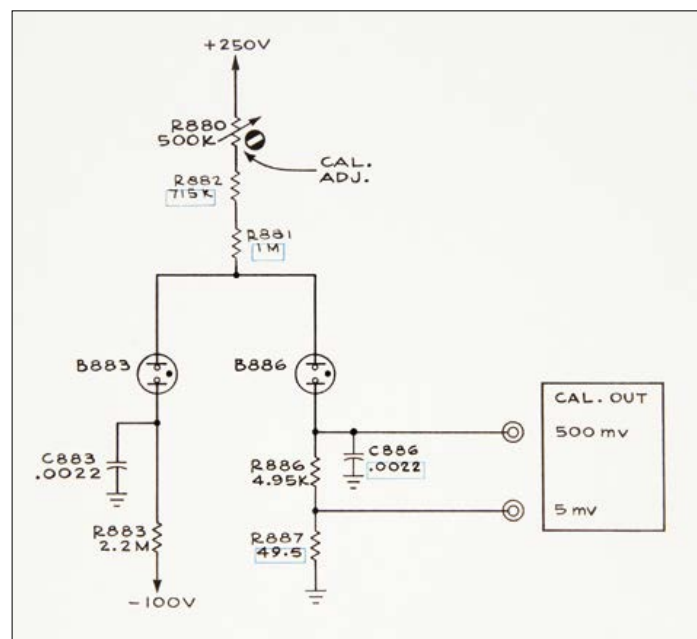 +250V
R880
500K
CAL.
ADJ.
R882
715K
R881
1M
B883
B886
CAL. OUT
500 mv
C883
.0022
C886
.0022
R886
4.95K
5 mv
R883
2.2M
R887
49.5
-100V